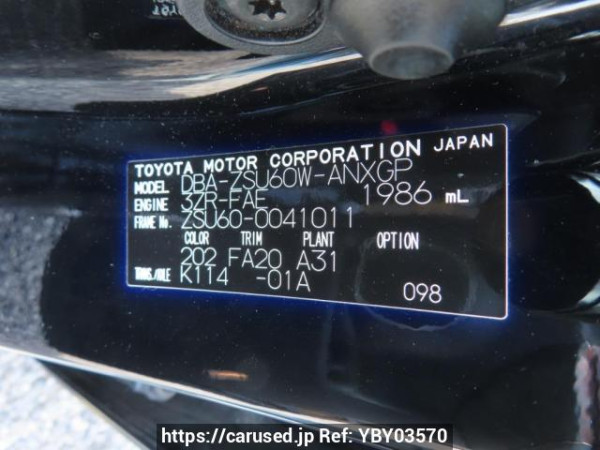 TOYOTA
TOYOTA MOTOR CORPORATION JAPAN
MODEL DBA-ZSU60W-ANXGP
ENGINE 3ZR-FAE 1986 mL
FRAME No. ZSU60-0041011
COLOR TRIM PLANT OPTION
202 FA20 A31
TRANS./AXLE K114 -01A
098
https://carused.jp Ref: YBY03570